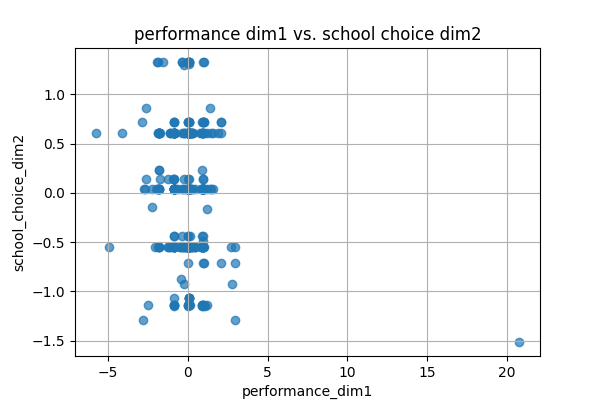 performance dim1 vs. school choice dim2
1.0
0.5
0.0
−0.5
−1.0
−1.5
school_choice_dim2
−5 0 5 10 15 20
performance_dim1